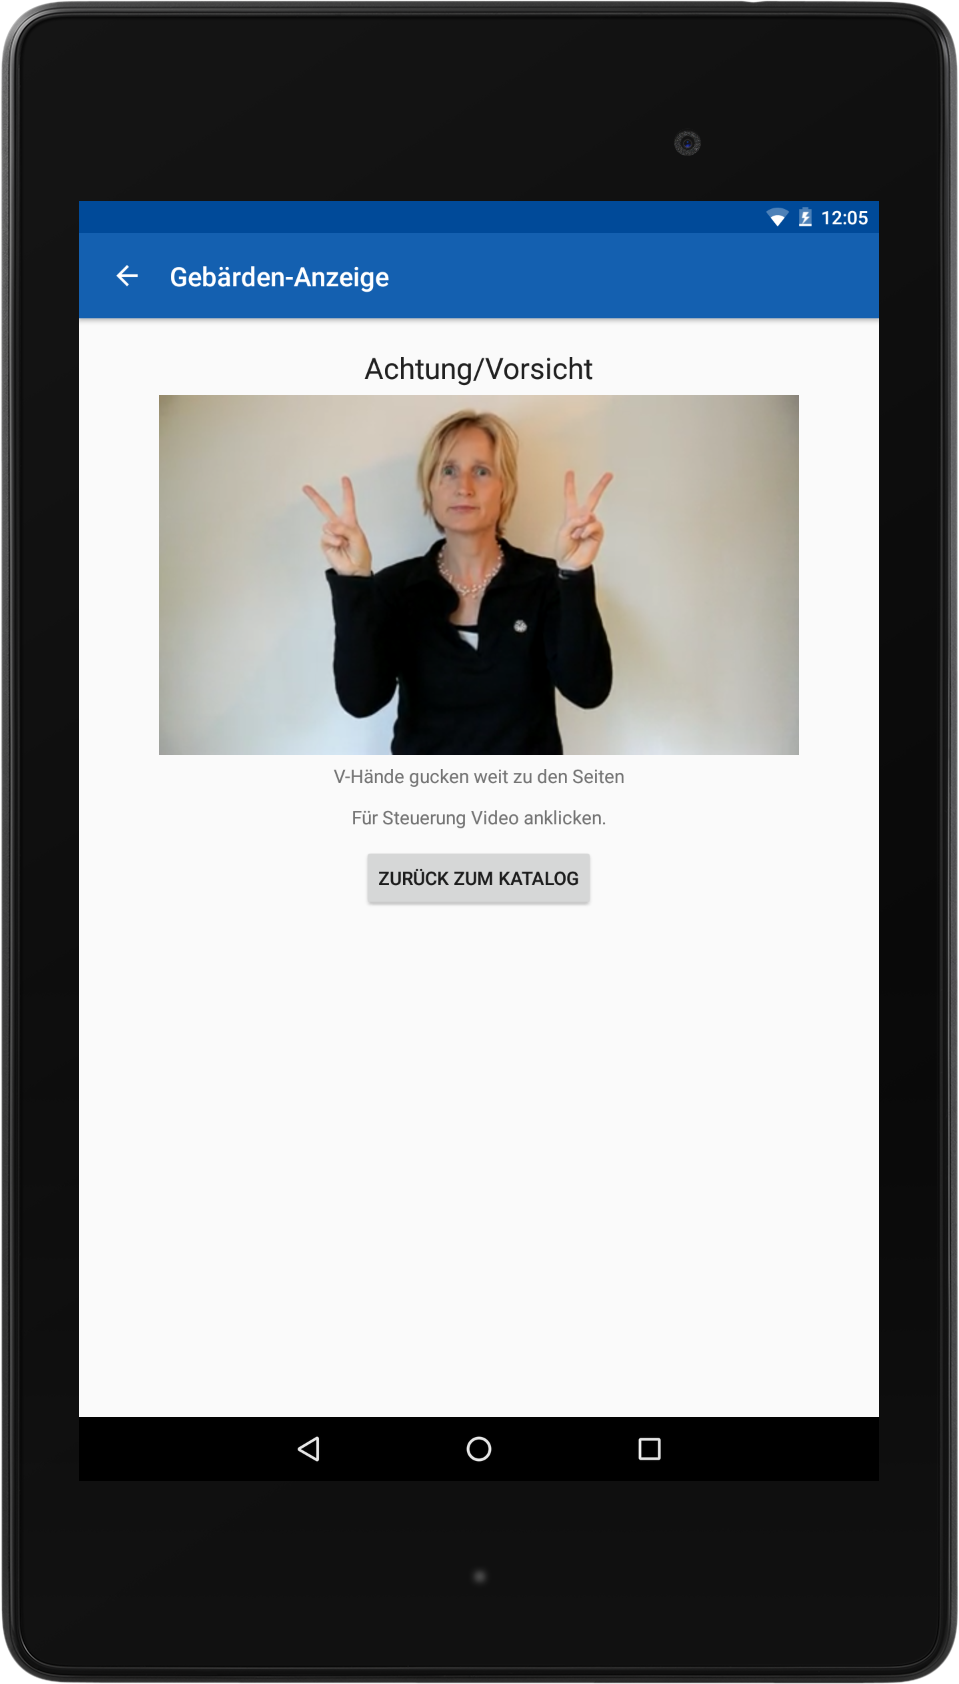 12:05
Gebärden-Anzeige
Achtung/Vorsicht
V-Hände gucken weit zu den Seiten
Für Steuerung Video anklicken.
ZURÜCK ZUM KATALOG